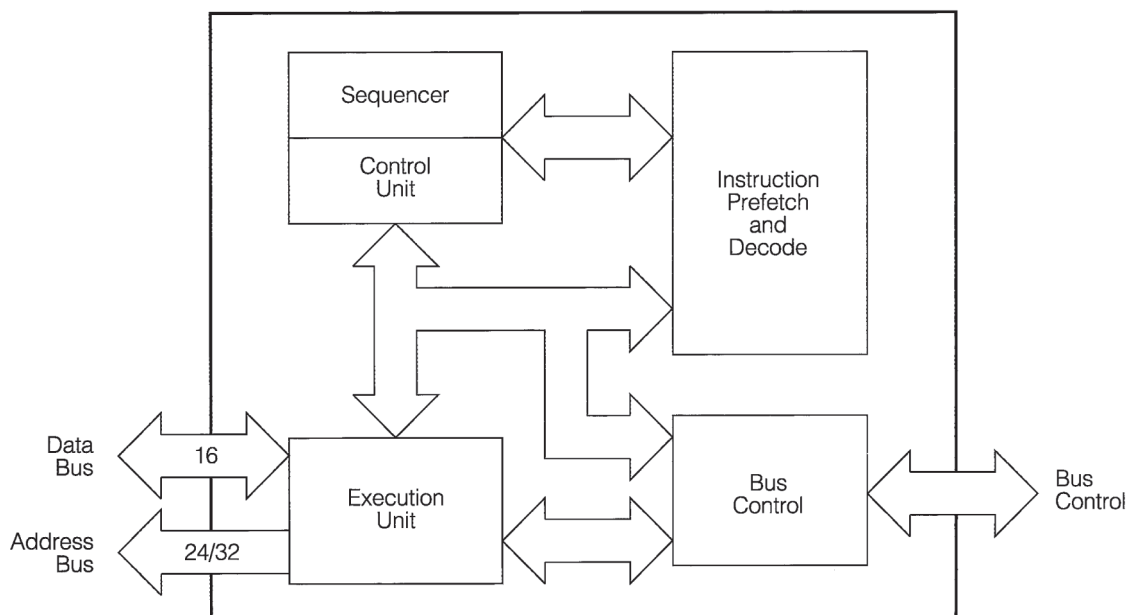 Sequencer
Control
Unit
Instruction
Prefetch
and
Decode
Data
Bus
16
Execution
Unit
Address
Bus
24/32
Bus
Control
Bus
Control